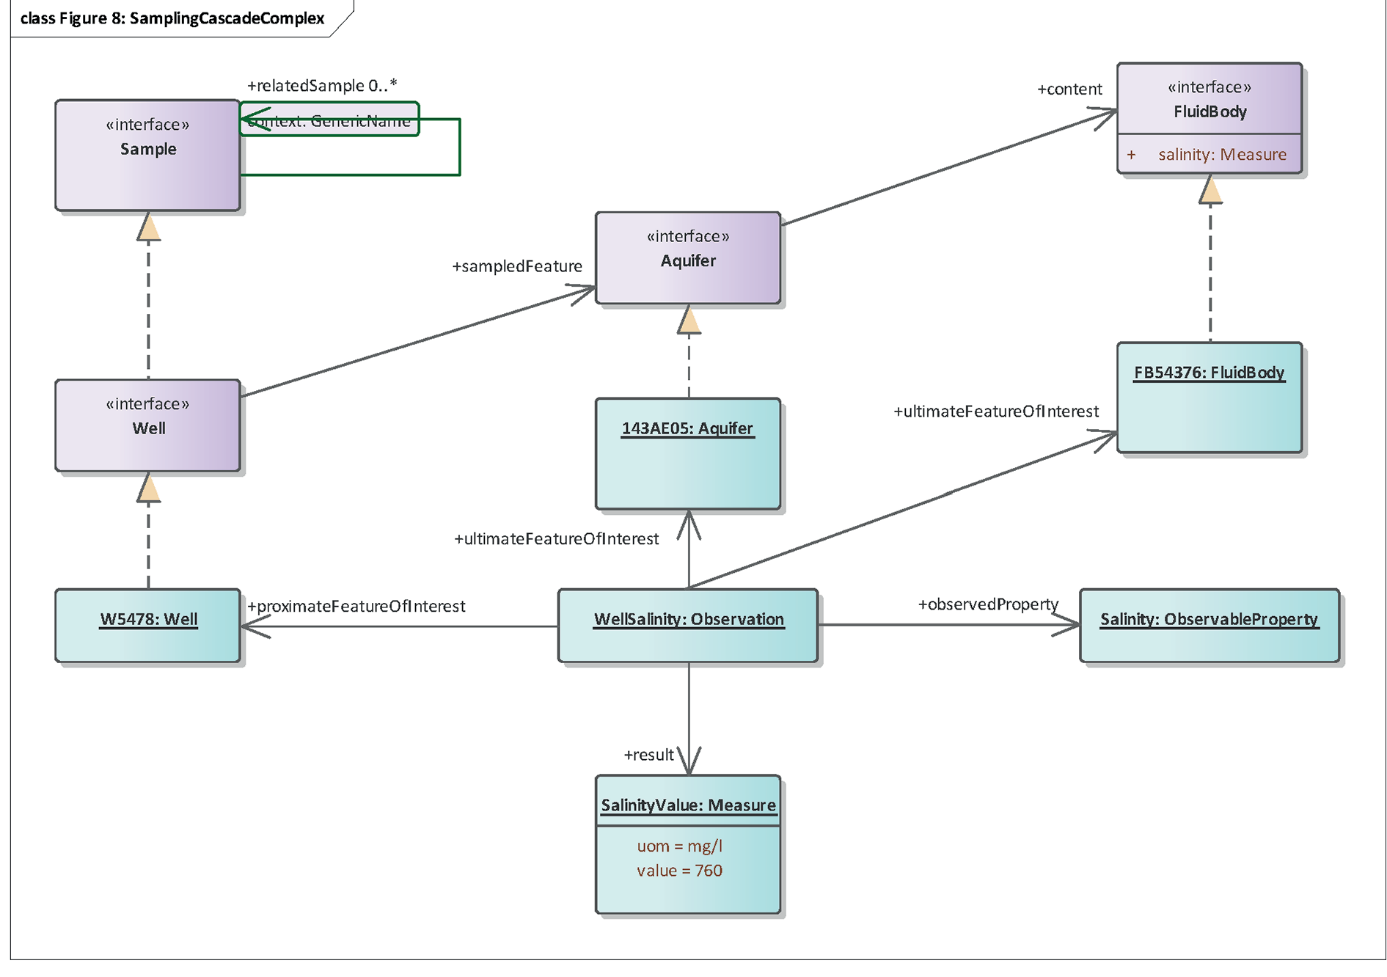 class Figure 8: SamplingCascadeComplex
+relatedSample 0..*
«interface»
Sample
context: GenericName
+content
«interface»
FluidBody
+ salinity: Measure
«interface»
Aquifer
+sampledFeature
«interface»
Well
143AE05: Aquifer
FB54376: FluidBody
+ultimateFeatureOfInterest
+ultimateFeatureOfInterest
W5478: Well
+proximateFeatureOfInterest
WellSalinity: Observation
+observedProperty
Salinity: ObservableProperty
+result
SalinityValue: Measure
uom = mg/l
value = 760